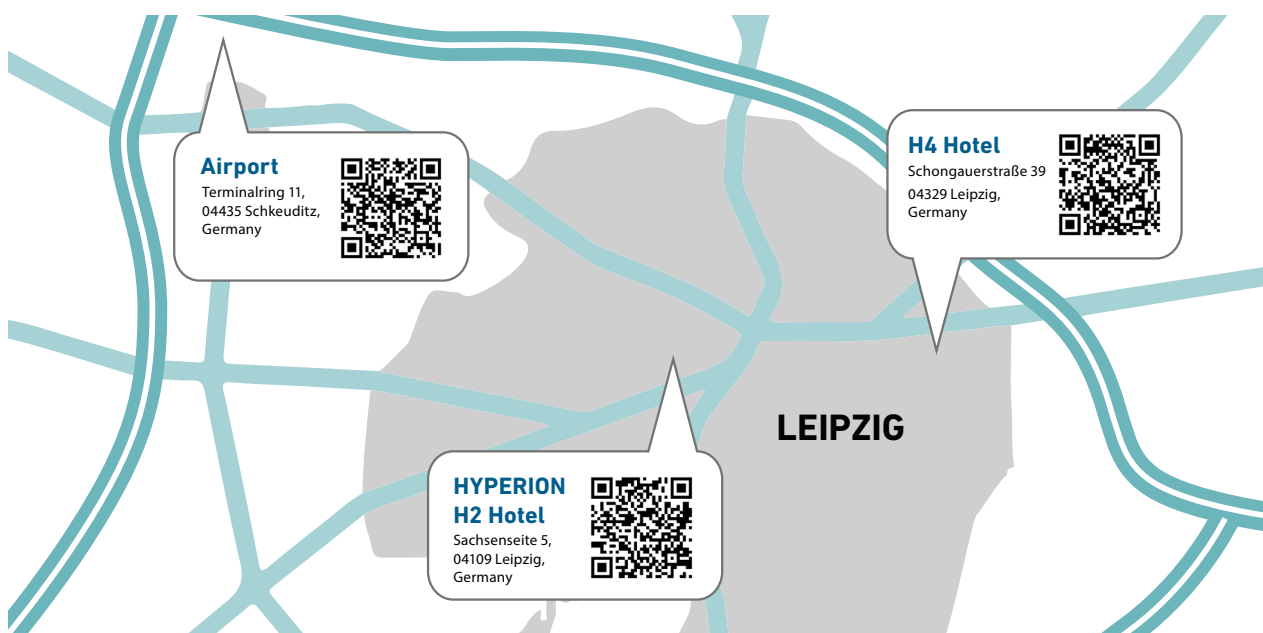 Airport
Terminalring 11,
04435 Schkeuditz,
Germany
H4 Hotel
Schongauerstraße 39
04329 Leipzig,
Germany
LEIPZIG
HYPERION
H2 Hotel
Sachsenseite 5,
04109 Leipzig,
Germany